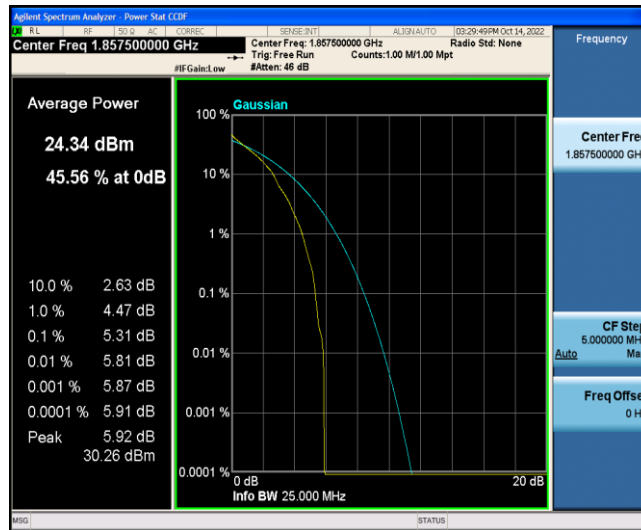 Agilent Spectrum Analyzer - Power Stat CCDF
RL RF 50 Ω AC CORREC SENSE:INT ALIGNAUTO 03:29:49PM Oct 14, 2022
Center Freq 1.857500000 GHz
Center Freq: 1.857500000 GHz Radio Std: None
Trig: Free Run Counts:1.00 M/1.00 Mpt
#IFGain:Low #Atten: 46 dB
Frequency
Average Power
24.34 dBm
45.56 % at 0dB
10.0 % 2.63 dB
1.0 % 4.47 dB
0.1 % 5.31 dB
0.01 % 5.81 dB
0.001 % 5.87 dB
0.0001 % 5.91 dB
Peak 5.92 dB
30.26 dBm
Gaussian
100 %
10 %
1 %
0.1 %
0.01 %
0.001 %
0.0001 %
0 dB 20 dB
Info BW 25.000 MHz
Center Fre
1.857500000 GH
CF Step
5.000000 MH
Auto Ma
Freq Offse
0 H
MSG STATUS